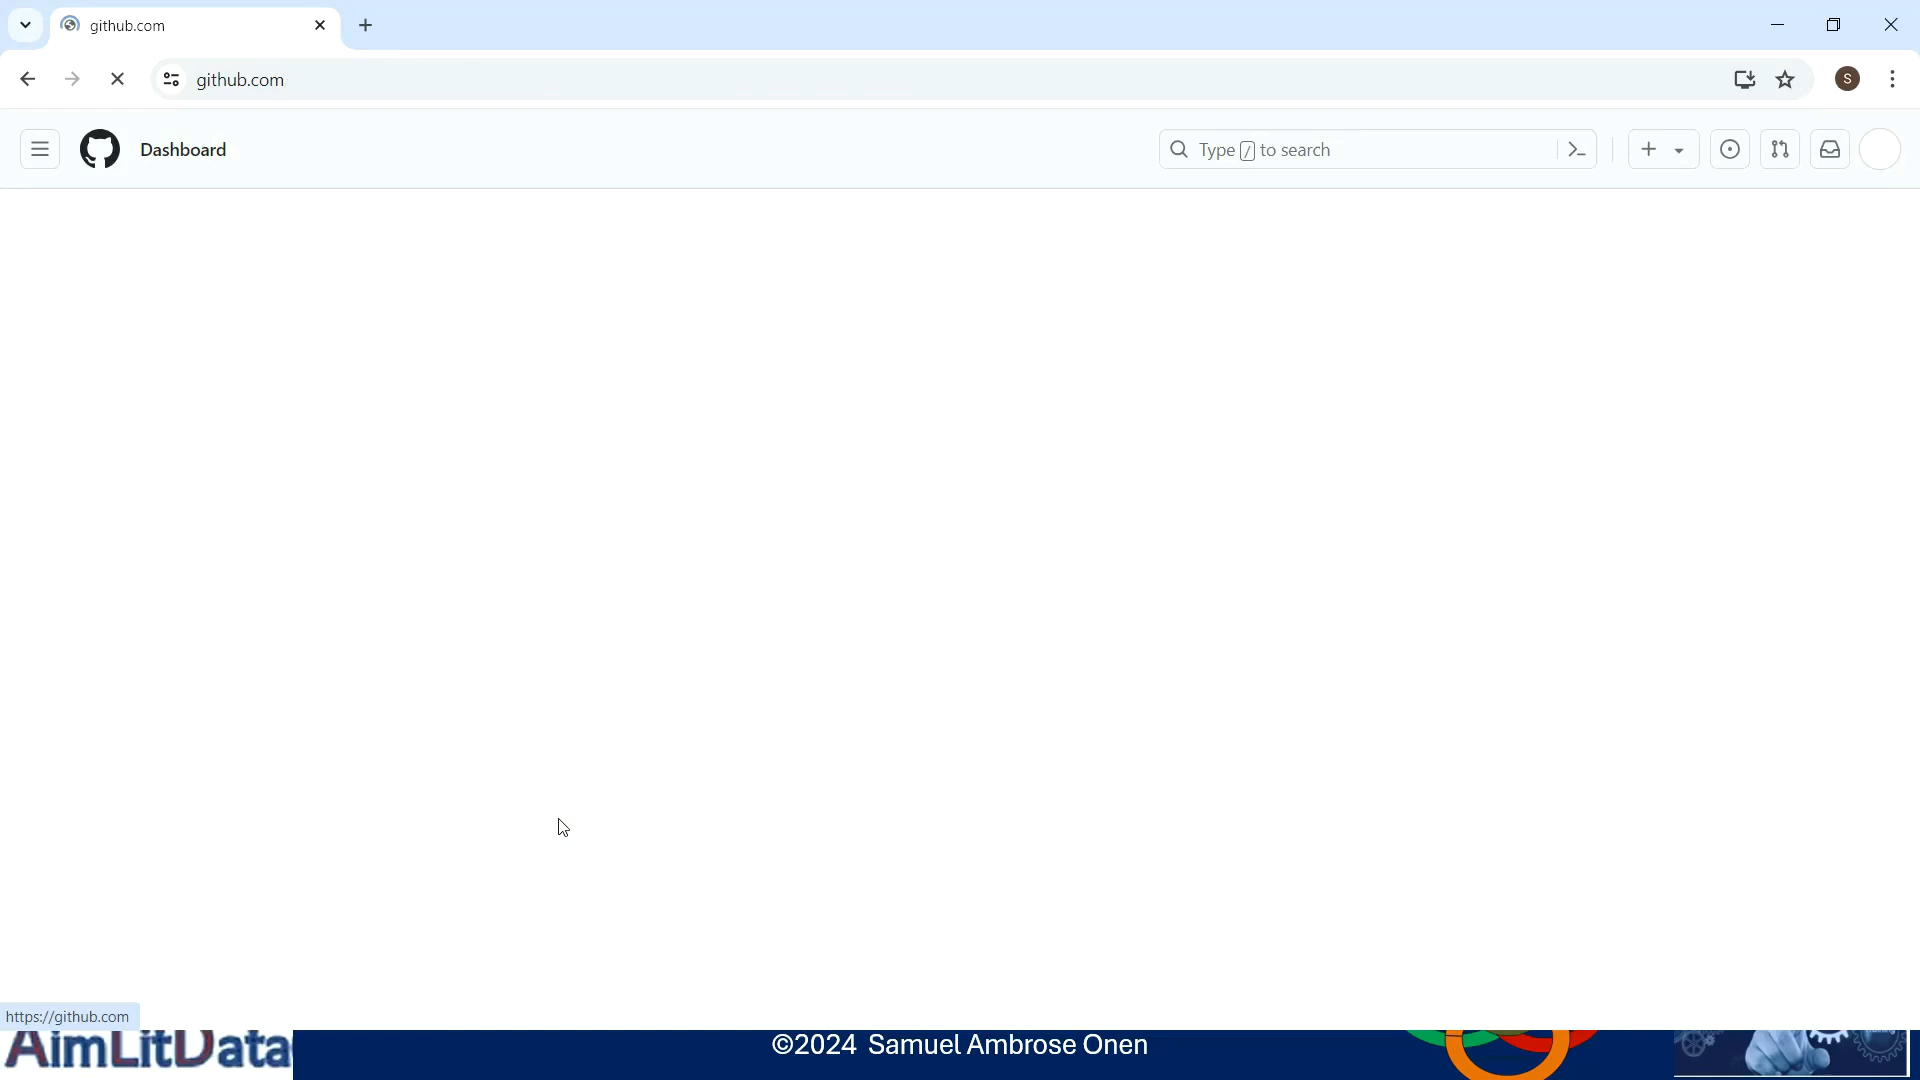 github.com
github.com
Dashboard
Type / to search
S
https://github.com
AimLitData
©2024 Samuel Ambrose Onen